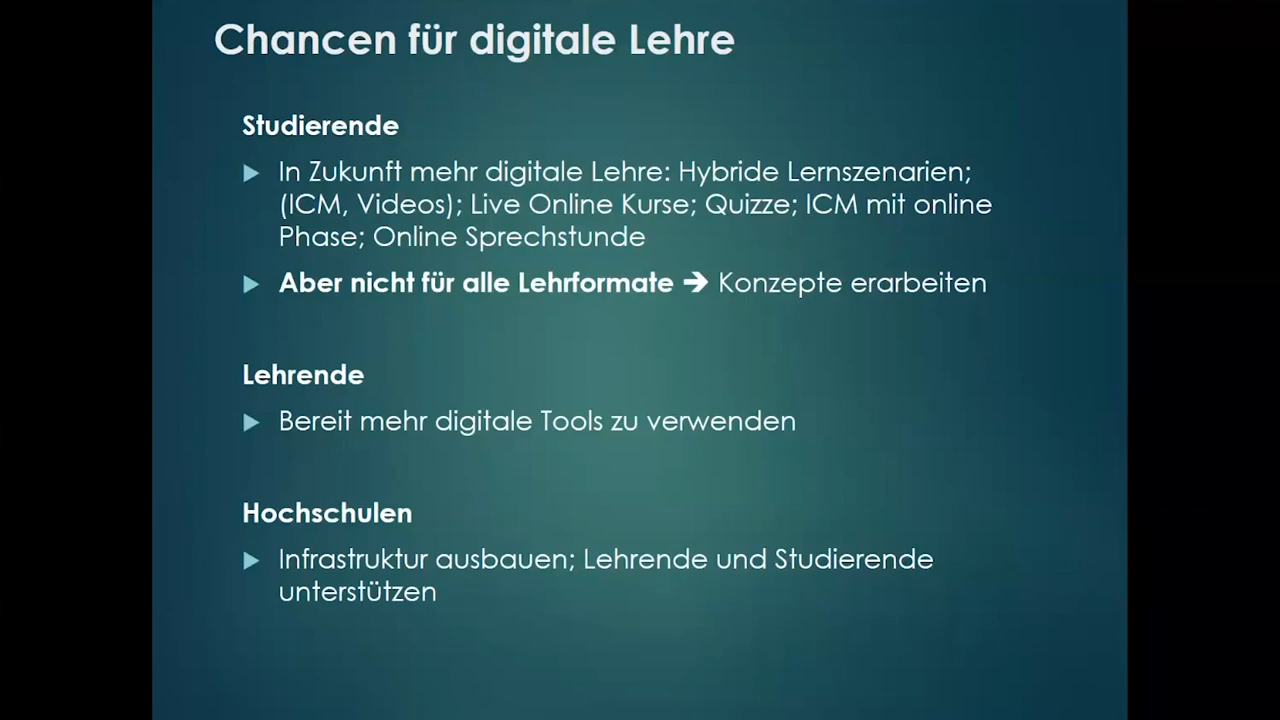 Chancen für digitale Lehre
Studierende
In Zukunft mehr digitale Lehre: Hybride Lernszenarien;
(ICM, Videos); Live Online Kurse; Quizze; ICM mit online
Phase; Online Sprechstunde
Aber nicht für alle Lehrformate ➔ Konzepte erarbeiten
Lehrende
Bereit mehr digitale Tools zu verwenden
Hochschulen
Infrastruktur ausbauen; Lehrende und Studierende
unterstützen